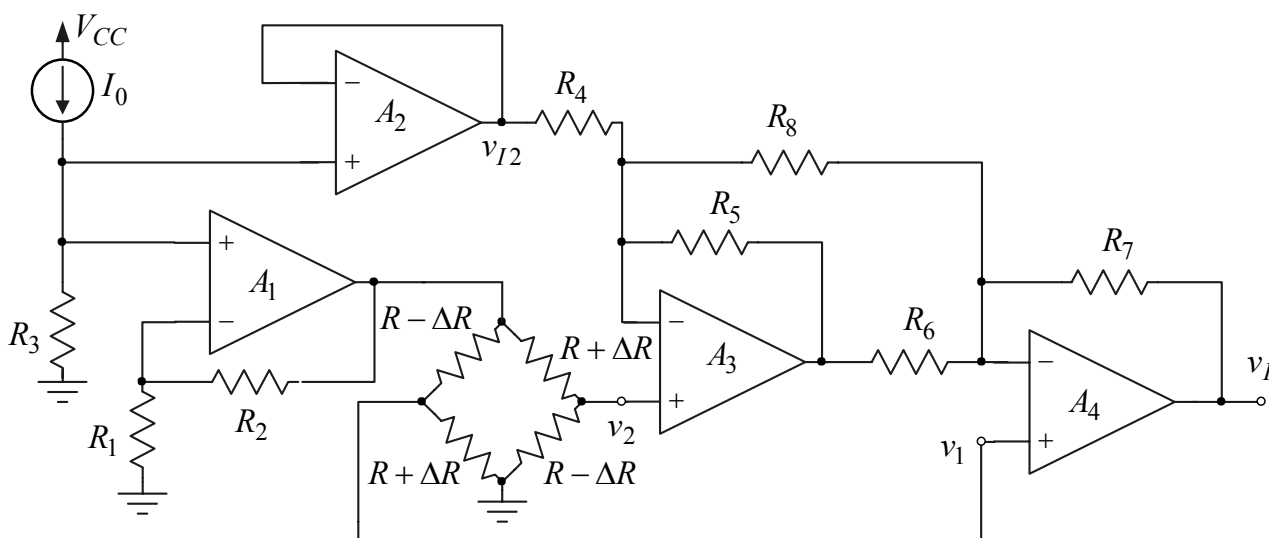 V_CC
I_0
A_2
−
+
v_I2
R_4
R_8
R_5
R_7
R_3
A_1
+
−
R − ΔR
R + ΔR
A_3
−
+
R_6
R_2
R_1
v_2
R + ΔR
R − ΔR
A_4
−
+
v_1